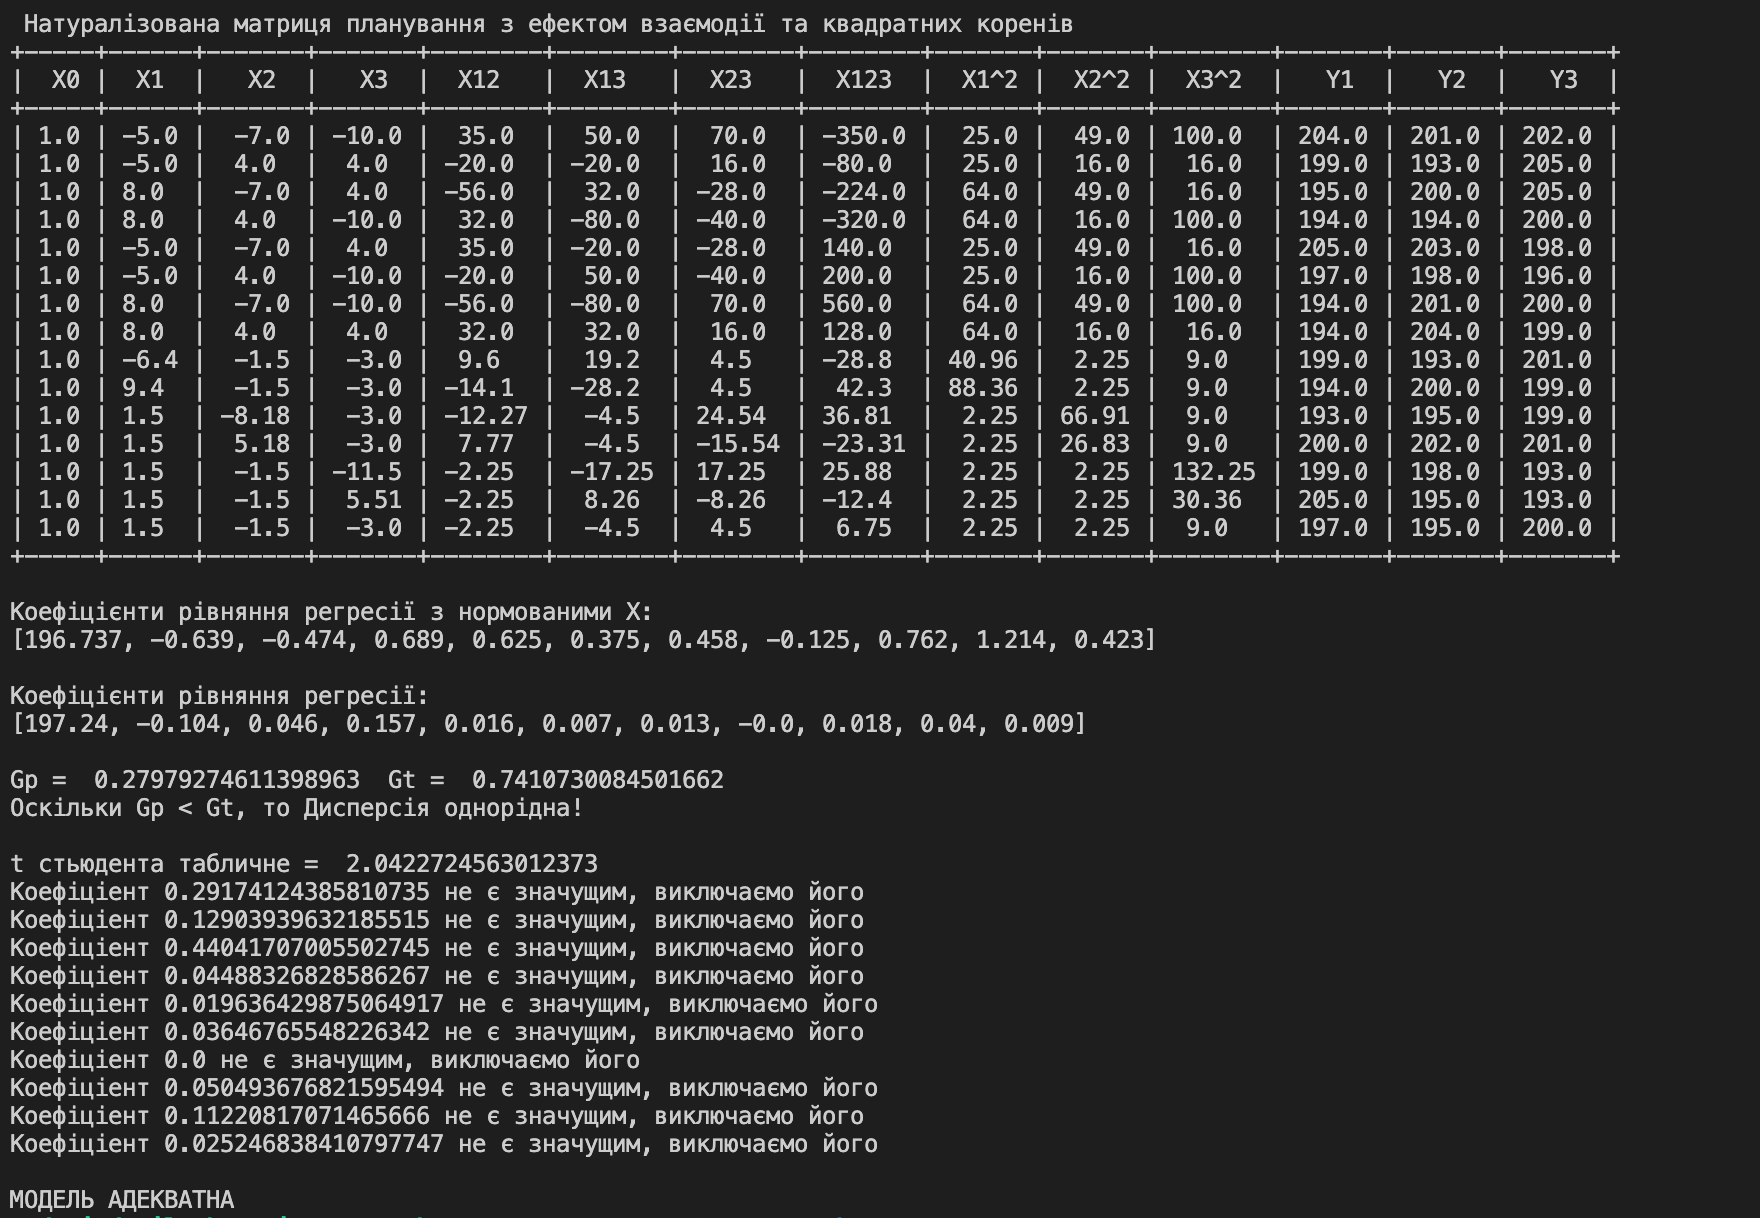 Натуралізована матриця планування з ефектом взаємодії та квадратних коренів
+------+-------+--------+--------+---------+---------+---------+---------+--------+--------+---------+--------+--------+--------+
| X0 | X1 | X2 | X3 | X12 | X13 | X23 | X123 | X1^2 | X2^2 | X3^2 | Y1 | Y2 | Y3 |
+------+-------+--------+--------+---------+---------+---------+---------+--------+--------+---------+--------+--------+--------+
| 1.0 | -5.0 | -7.0 | -10.0 | 35.0 | 50.0 | 70.0 | -350.0 | 25.0 | 49.0 | 100.0 | 204.0 | 201.0 | 202.0 |
| 1.0 | -5.0 | 4.0 | 4.0 | -20.0 | -20.0 | 16.0 | -80.0 | 25.0 | 16.0 | 16.0 | 199.0 | 193.0 | 205.0 |
| 1.0 | 8.0 | -7.0 | 4.0 | -56.0 | 32.0 | -28.0 | -224.0 | 64.0 | 49.0 | 16.0 | 195.0 | 200.0 | 205.0 |
| 1.0 | 8.0 | 4.0 | -10.0 | 32.0 | -80.0 | -40.0 | -320.0 | 64.0 | 16.0 | 100.0 | 194.0 | 194.0 | 200.0 |
| 1.0 | -5.0 | -7.0 | 4.0 | 35.0 | -20.0 | -28.0 | 140.0 | 25.0 | 49.0 | 16.0 | 205.0 | 203.0 | 198.0 |
| 1.0 | -5.0 | 4.0 | -10.0 | -20.0 | 50.0 | -40.0 | 200.0 | 25.0 | 16.0 | 100.0 | 197.0 | 198.0 | 196.0 |
| 1.0 | 8.0 | -7.0 | -10.0 | -56.0 | -80.0 | 70.0 | 560.0 | 64.0 | 49.0 | 100.0 | 194.0 | 201.0 | 200.0 |
| 1.0 | 8.0 | 4.0 | 4.0 | 32.0 | 32.0 | 16.0 | 128.0 | 64.0 | 16.0 | 16.0 | 194.0 | 204.0 | 199.0 |
| 1.0 | -6.4 | -1.5 | -3.0 | 9.6 | 19.2 | 4.5 | -28.8 | 40.96 | 2.25 | 9.0 | 199.0 | 193.0 | 201.0 |
| 1.0 | 9.4 | -1.5 | -3.0 | -14.1 | -28.2 | 4.5 | 42.3 | 88.36 | 2.25 | 9.0 | 194.0 | 200.0 | 199.0 |
| 1.0 | 1.5 | -8.18 | -3.0 | -12.27 | -4.5 | 24.54 | 36.81 | 2.25 | 66.91 | 9.0 | 193.0 | 195.0 | 199.0 |
| 1.0 | 1.5 | 5.18 | -3.0 | 7.77 | -4.5 | -15.54 | -23.31 | 2.25 | 26.83 | 9.0 | 200.0 | 202.0 | 201.0 |
| 1.0 | 1.5 | -1.5 | -11.5 | -2.25 | -17.25 | 17.25 | 25.88 | 2.25 | 2.25 | 132.25 | 199.0 | 198.0 | 193.0 |
| 1.0 | 1.5 | -1.5 | 5.51 | -2.25 | 8.26 | -8.26 | -12.4 | 2.25 | 2.25 | 30.36 | 205.0 | 195.0 | 193.0 |
| 1.0 | 1.5 | -1.5 | -3.0 | -2.25 | -4.5 | 4.5 | 6.75 | 2.25 | 2.25 | 9.0 | 197.0 | 195.0 | 200.0 |
+------+-------+--------+--------+---------+---------+---------+---------+--------+--------+---------+--------+--------+--------+
Коефіцієнти рівняння регресії з нормованими X:
[196.737, -0.639, -0.474, 0.689, 0.625, 0.375, 0.458, -0.125, 0.762, 1.214, 0.423]
Коефіцієнти рівняння регресії:
[197.24, -0.104, 0.046, 0.157, 0.016, 0.007, 0.013, -0.0, 0.018, 0.04, 0.009]
Gp =  0.27979274611398963  Gt =  0.7410730084501662
Оскільки Gp < Gt, то Дисперсія однорідна!
t стьюдента табличне =  2.0422724563012373
Коефіцієнт 0.29174124385810735 не є значущим, виключаємо його
Коефіцієнт 0.12903939632185515 не є значущим, виключаємо його
Коефіцієнт 0.44041707005502745 не є значущим, виключаємо його
Коефіцієнт 0.04488326828586267 не є значущим, виключаємо його
Коефіцієнт 0.019636429875064917 не є значущим, виключаємо його
Коефіцієнт 0.03646765548226342 не є значущим, виключаємо його
Коефіцієнт 0.0 не є значущим, виключаємо його
Коефіцієнт 0.050493676821595494 не є значущим, виключаємо його
Коефіцієнт 0.11220817071465666 не є значущим, виключаємо його
Коефіцієнт 0.025246838410797747 не є значущим, виключаємо його
МОДЕЛЬ АДЕКВАТНА